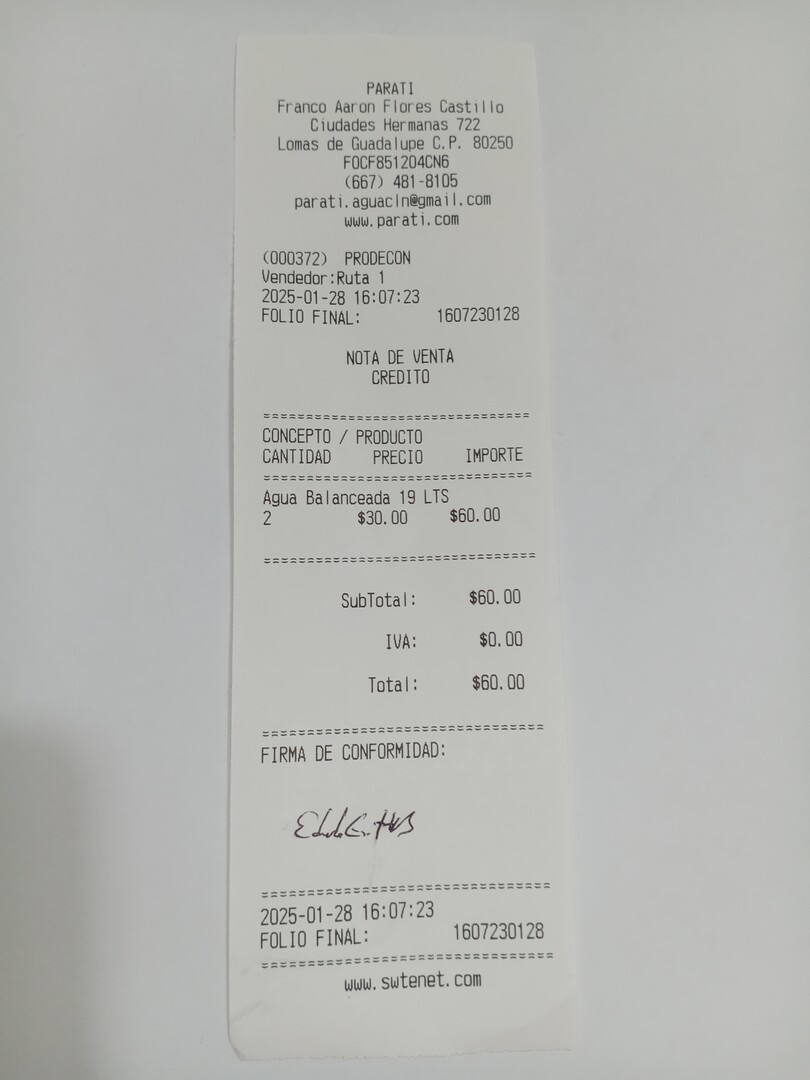 PARATI
Franco Aaron Flores Castillo
Ciudades Hermanas 722
Lomas de Guadalupe C.P. 80250
FOCF851204CN6
(667) 481-8105
parati.aguacln@gmail.com
www.parati.com
(000372) PRODECON
Vendedor:Ruta 1
2025-01-28 16:07:23
FOLIO FINAL: 1607230128
NOTA DE VENTA
CREDITO
===============================
CONCEPTO / PRODUCTO
CANTIDAD PRECIO IMPORTE
===============================
Agua Balanceada 19 LTS
2 $30.00 $60.00
===============================
SubTotal: $60.00
IVA: $0.00
Total: $60.00
===============================
FIRMA DE CONFORMIDAD:
===============================
2025-01-28 16:07:23
FOLIO FINAL: 1607230128
===============================
www.swtenet.com